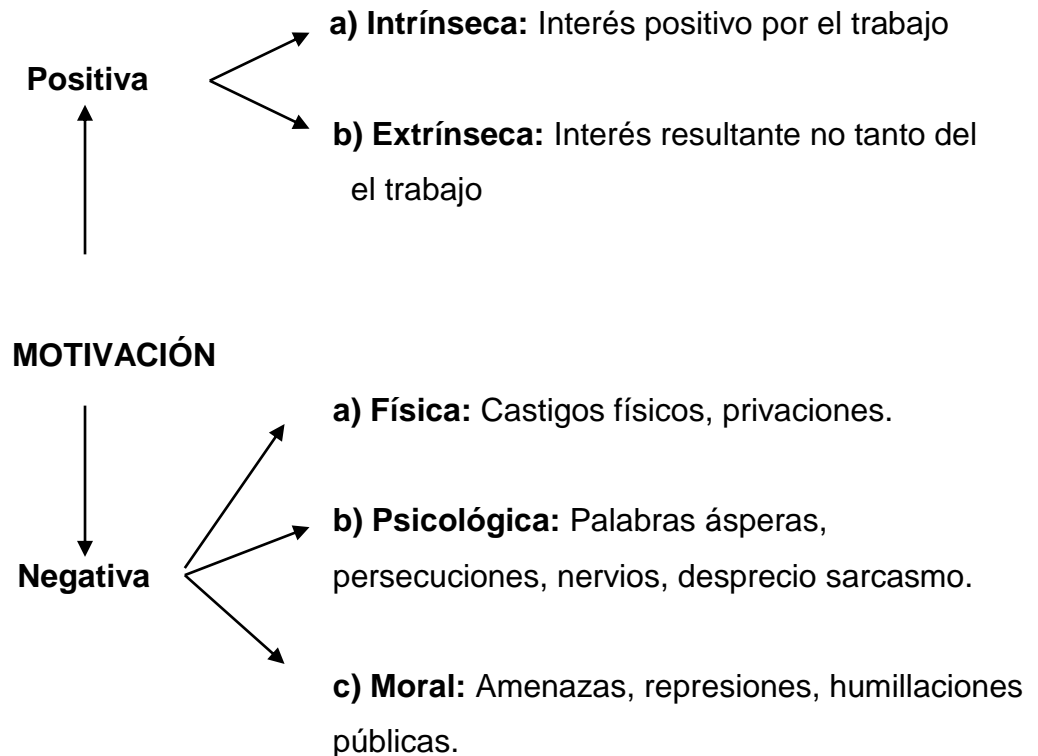 a) Intrínseca: Interés positivo por el trabajo
Positiva
b) Extrínseca: Interés resultante no tanto del
el trabajo
MOTIVACIÓN
a) Física: Castigos físicos, privaciones.
b) Psicológica: Palabras ásperas,
Negativa
persecuciones, nervios, desprecio sarcasmo.
c) Moral: Amenazas, represiones, humillaciones
públicas.